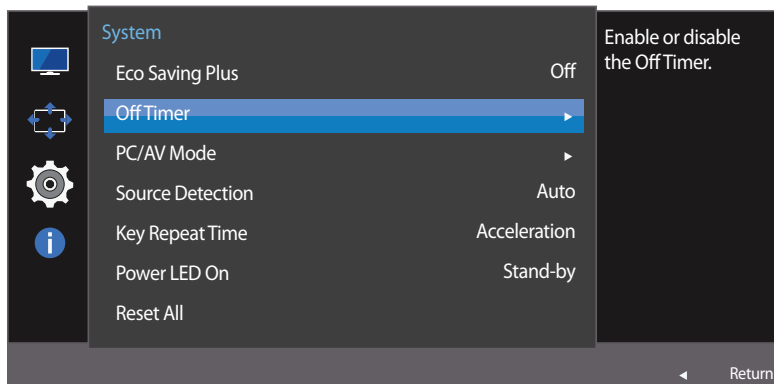 System
Eco Saving Plus Off
Off Timer ►
PC/AV Mode ►
Source Detection Auto
Key Repeat Time Acceleration
Power LED On Stand-by
Reset All
Enable or disable
the Off Timer.
◄ Return